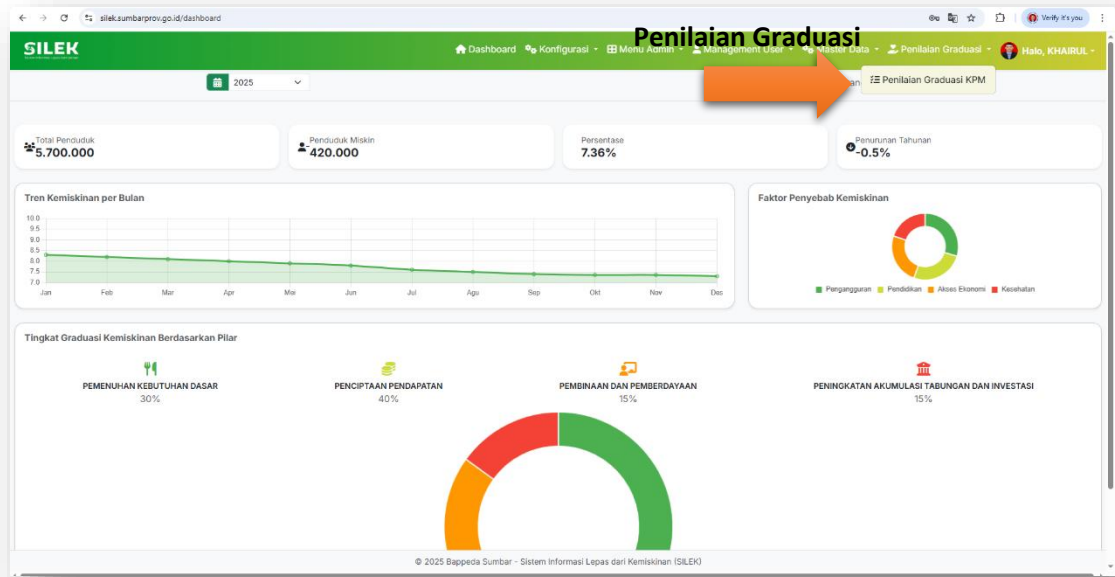 silek.sumbarprov.go.id/dashboard
Verify it's you
Penilaian Graduasi
SILEK
Dashboard
Konfigurasi
Menu Admin
Management User
Master Data
Penilaian Graduasi
Halo, KHAIRUL
2025
Penilaian Graduasi KPM
Total Penduduk
5.700.000
Penduduk Miskin
420.000
Persentase
7.36%
Penurunan Tahunan
-0.5%
Tren Kemiskinan per Bulan
10.0
9.5
9.0
8.5
8.0
7.5
7.0
Jan Feb Mar Apr Mei Jun Jul Agu Sep Okt Nov Des
Faktor Penyebab Kemiskinan
Pengangguran Pendidikan Akses Ekonomi Kesehatan
Tingkat Graduasi Kemiskinan Berdasarkan Pilar
PEMENUHAN KEBUTUHAN DASAR
30%
PENCIPTAAN PENDAPATAN
40%
PEMBINAAN DAN PEMBERDAYAAN
15%
PENINGKATAN AKUMULASI TABUNGAN DAN INVESTASI
15%
© 2025 Bappeda Sumbar - Sistem Informasi Lepas dari Kemiskinan (SILEK)